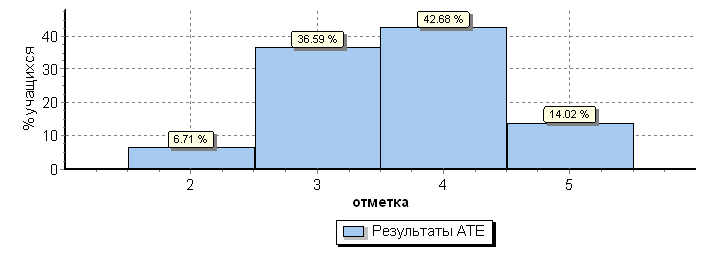 42.68 %
36.59 %
14.02 %
6.71 %
% учащихся
40
30
20
10
0
2 3 4 5
отметка
Результаты АТЕ